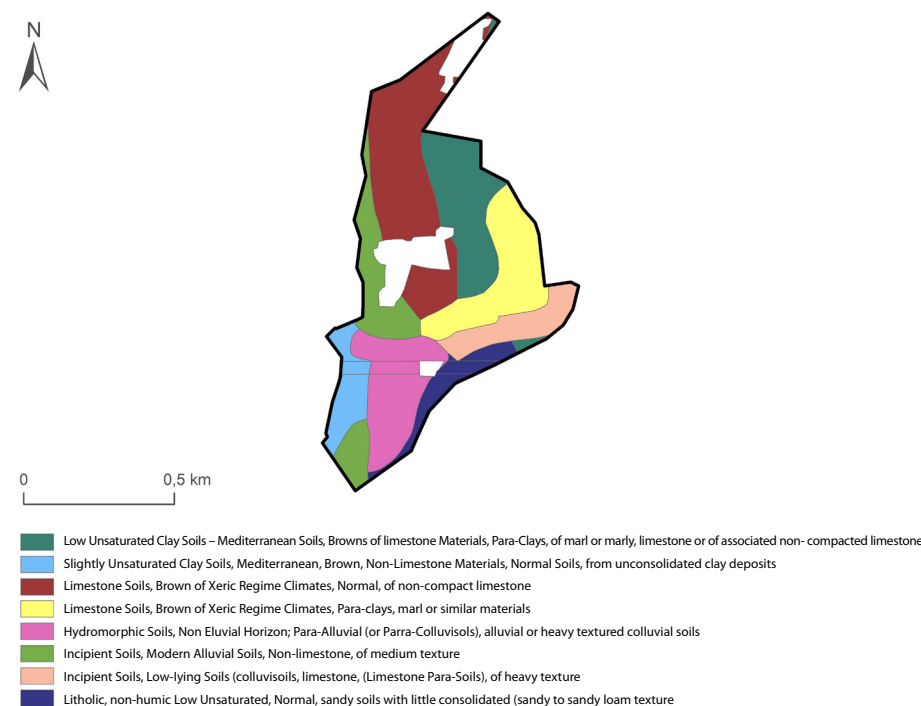 N
0 0,5 km
Low Unsaturated Clay Soils – Mediterranean Soils, Browns of limestone Materials, Para-Clays, of marl or marly, limestone or of associated non- compacted limestone
Slightly Unsaturated Clay Soils, Mediterranean, Brown, Non-Limestone Materials, Normal Soils, from unconsolidated clay deposits
Limestone Soils, Brown of Xeric Regime Climates, Normal, of non-compact limestone
Limestone Soils, Brown of Xeric Regime Climates, Para-clays, marl or similar materials
Hydromorphic Soils, Non Eluvial Horizon; Para-Alluvial (or Parra-Colluvisols), alluvial or heavy textured colluvial soils
Incipient Soils, Modern Alluvial Soils, Non-limestone, of medium texture
Incipient Soils, Low-lying Soils (colluvisoils, limestone, (Limestone Para-Soils), of heavy texture
Litholic, non-humic Low Unsaturated, Normal, sandy soils with little consolidated (sandy to sandy loam texture